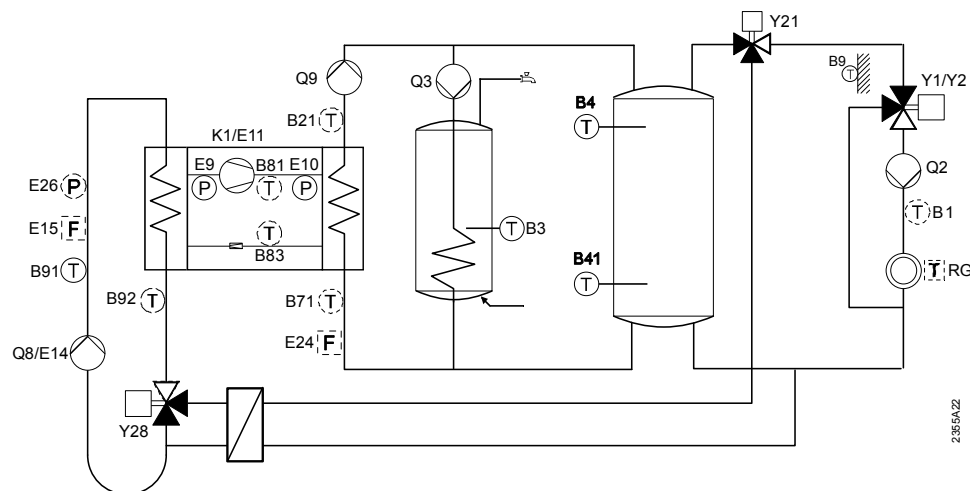 Y21
Q9
Q3
B9
T
Y1/Y2
B4
T
B21 T
K1/E11
E9 B81 E10
P T P
Q2
E26 P
E15 F
T B1
T B3
T
B83
B91 T
B41
T
T RG
B92 T
B71 T
E24 F
Q8/E14
Y28
2355A22